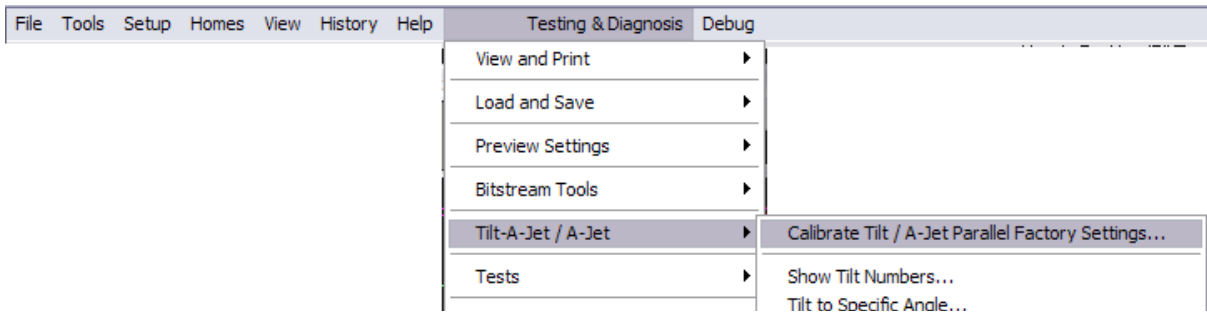 File Tools Setup Homes View History Help Testing & Diagnosis Debug
View and Print
Load and Save
Preview Settings
Bitstream Tools
Tilt-A-Jet / A-Jet
Calibrate Tilt / A-Jet Parallel Factory Settings...
Tests
Show Tilt Numbers...
Tilt to Specific Angle...